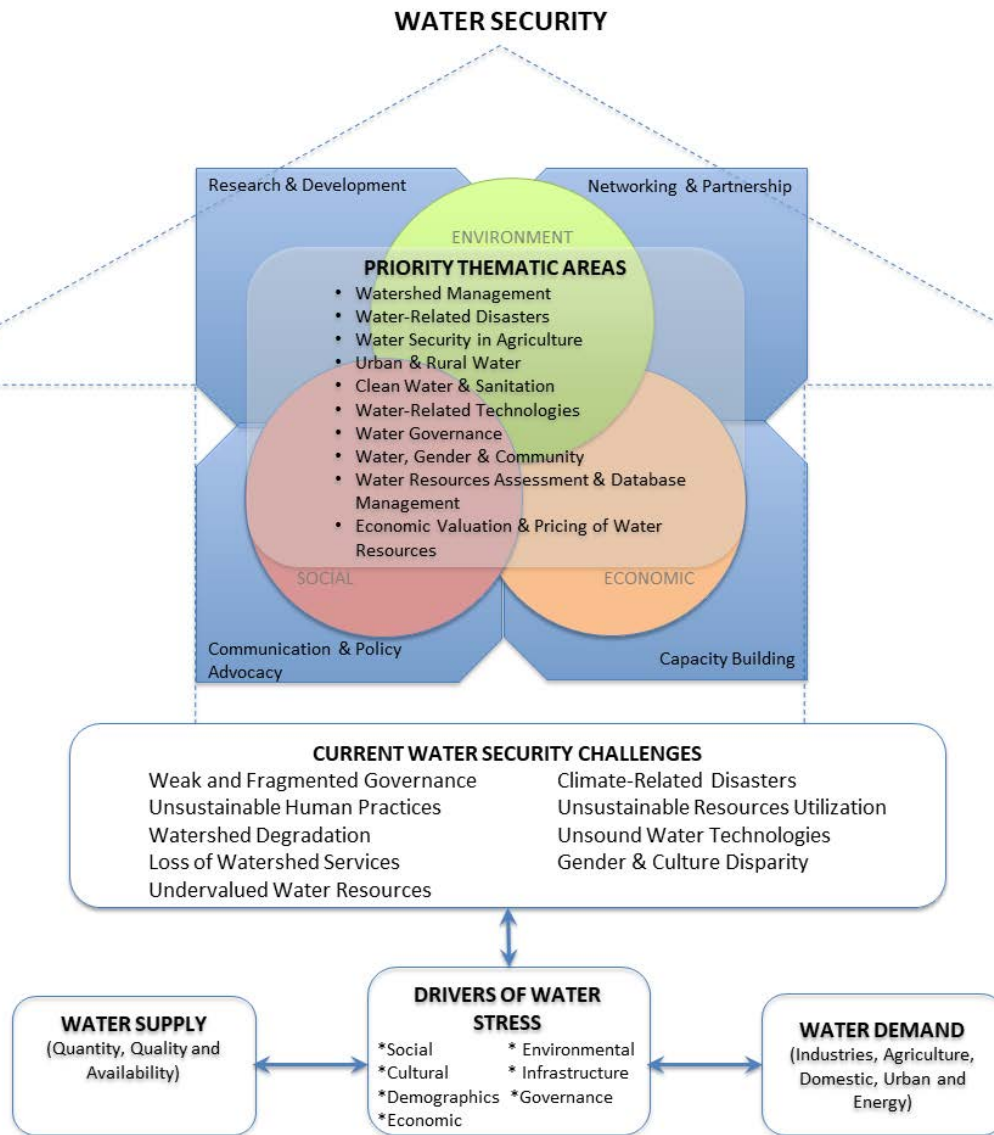 WATER SECURITY
Research & Development
Networking & Partnership
ENVIRONMENT
PRIORITY THEMATIC AREAS
• Watershed Management
• Water-Related Disasters
• Water Security in Agriculture
• Urban & Rural Water
• Clean Water & Sanitation
• Water-Related Technologies
• Water Governance
• Water, Gender & Community
• Water Resources Assessment & Database
Management
• Economic Valuation & Pricing of Water
Resources
SOCIAL
ECONOMIC
Communication & Policy
Advocacy
Capacity Building
CURRENT WATER SECURITY CHALLENGES
Weak and Fragmented Governance
Unsustainable Human Practices
Watershed Degradation
Loss of Watershed Services
Undervalued Water Resources
Climate-Related Disasters
Unsustainable Resources Utilization
Unsound Water Technologies
Gender & Culture Disparity
WATER SUPPLY
(Quantity, Quality and
Availability)
DRIVERS OF WATER
STRESS
*Social
*Cultural
*Demographics
*Economic
* Environmental
* Infrastructure
*Governance
WATER DEMAND
(Industries, Agriculture,
Domestic, Urban and
Energy)